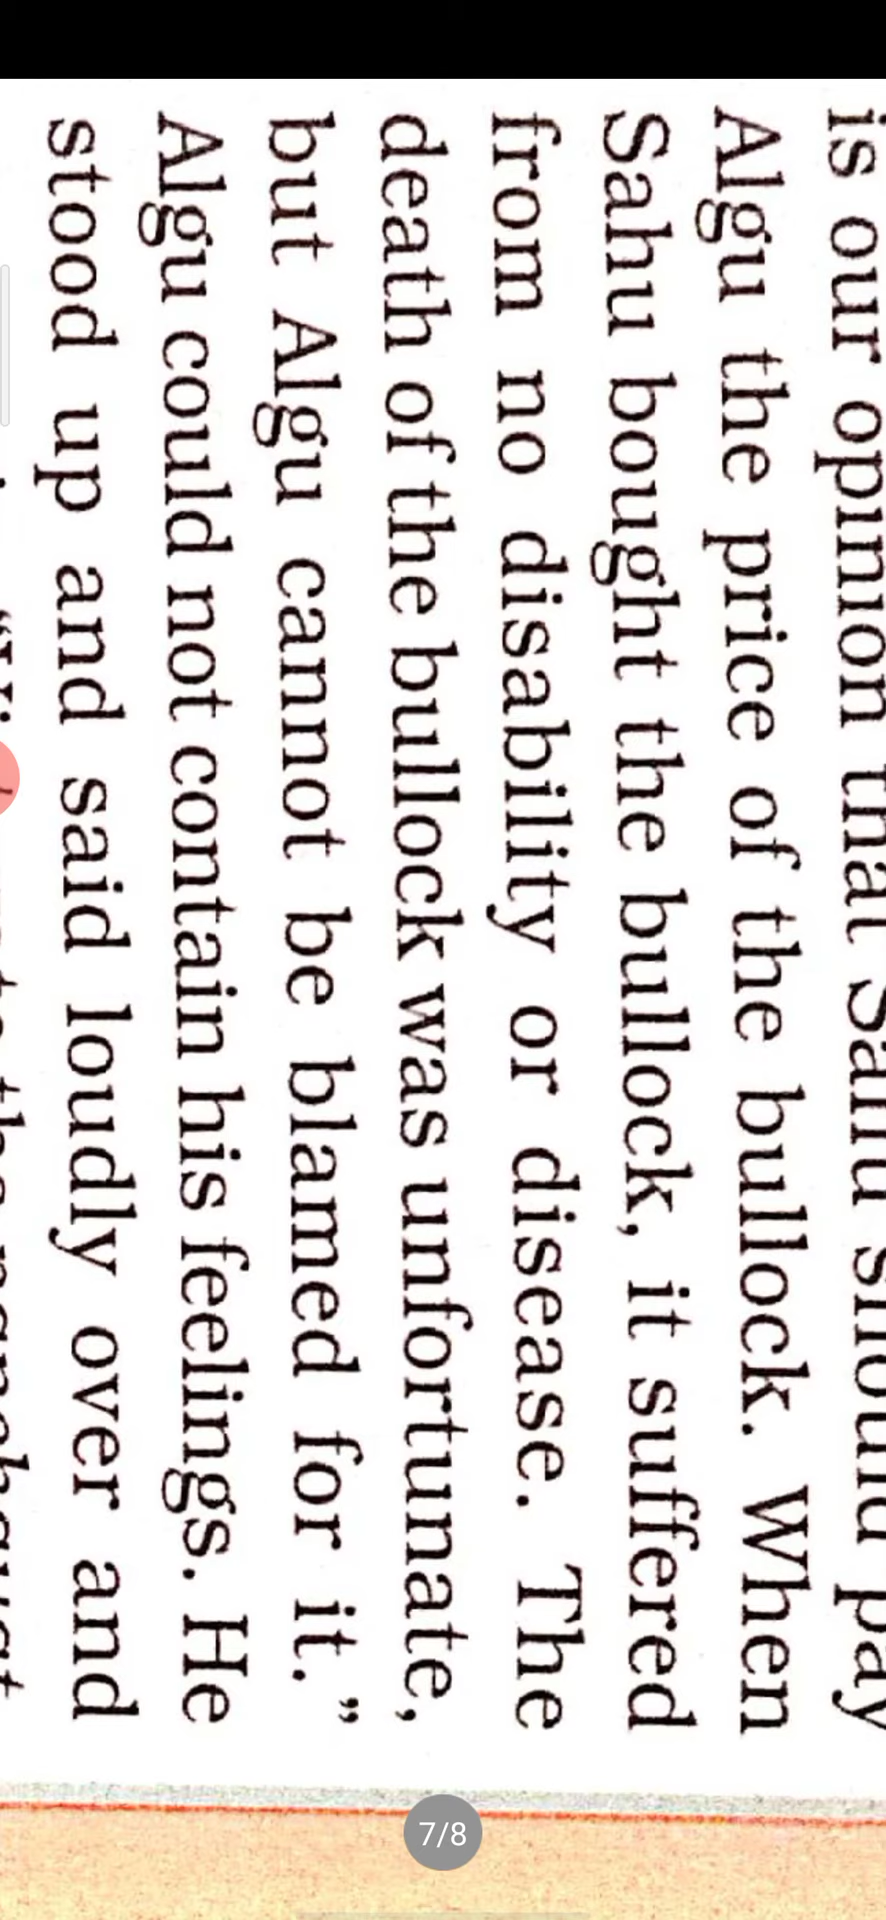 is our opinion that Sahu should pay
Algu the price of the bullock. When
Sahu bought the bullock, it suffered
from no disability or disease. The
death of the bullock was unfortunate,
but Algu cannot be blamed for it.”
Algu could not contain his feelings. He
stood up and said loudly over and
7/8